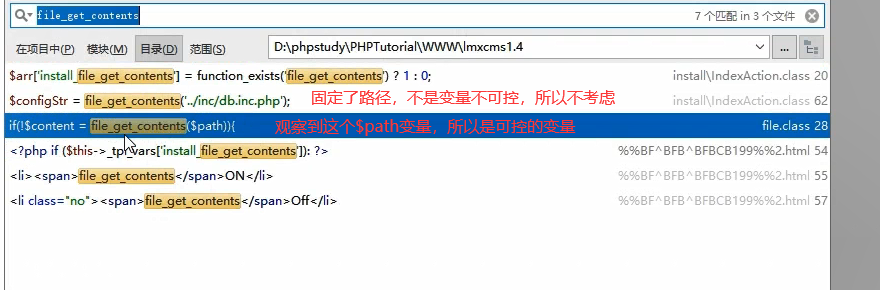 file_get_contents
7 个匹配 in 3 个文件
在项目中(P) 模块(M) 目录(D) 范围(S) D:\phpstudy\PHPTutorial\WWW\lmxcms1.4 ...
$arr['install_file_get_contents'] = function_exists('file_get_contents') ? 1 : 0; install\IndexAction.class 20
$configStr = file_get_contents('../inc/db.inc.php'); 固定了路径，不是变量不可控，所以不考虑 install\IndexAction.class 62
if(!$content = file_get_contents($path)){ 观察到这个$path变量，所以是可控的变量 file.class 28
<?php if ($this->_tpl_vars['install_file_get_contents']): ?> %%BF^BFB^BFBCB199%%2.html 54
<li><span>file_get_contents</span>ON</li> %%BF^BFB^BFBCB199%%2.html 55
<li class="no"><span>file_get_contents</span>Off</li> %%BF^BFB^BFBCB199%%2.html 57